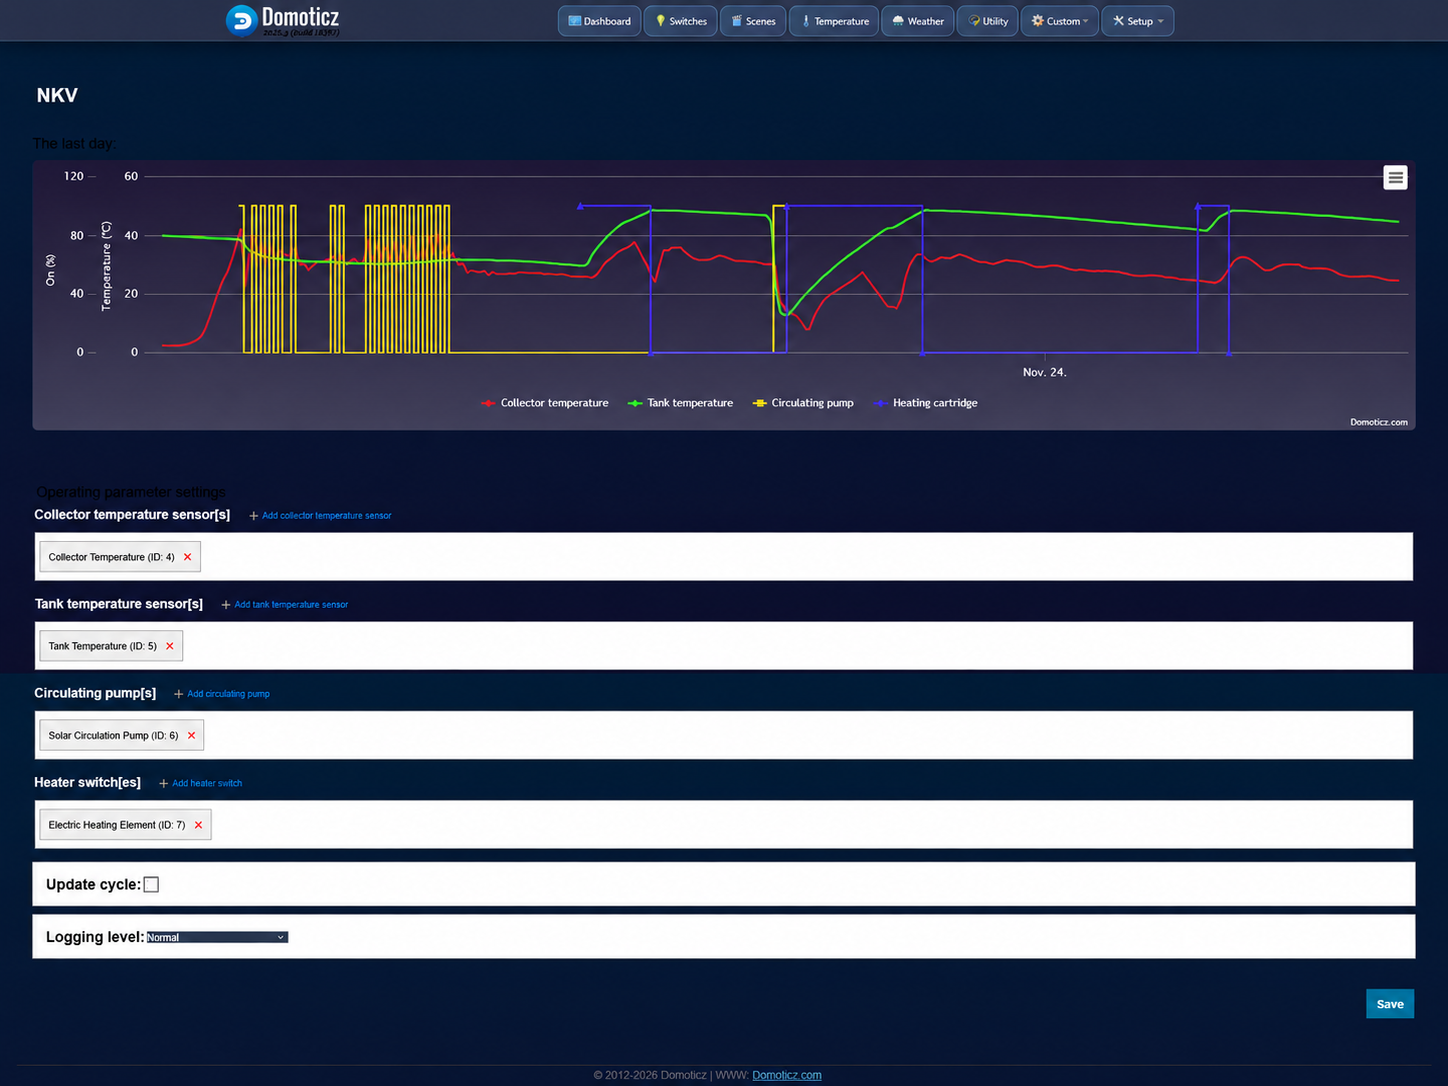 Domoticz
Dashboard
Switches
Scenes
Temperature
Weather
Utility
Custom
Setup
NKV
The last day:
120
60
80
40
40
20
0
0
On (%)
Temperature (°C)
Nov. 24.
Collector temperature
Tank temperature
Circulating pump
Heating cartridge
Domoticz.com
Operating parameter settings
Collector temperature sensor[s] + Add collector temperature sensor
Collector Temperature (ID: 4) ×
Tank temperature sensor[s] + Add tank temperature sensor
Tank Temperature (ID: 5) ×
Circulating pump[s] + Add circulating pump
Solar Circulation Pump (ID: 6) ×
Heater switch[es] + Add heater switch
Electric Heating Element (ID: 7) ×
Update cycle:
Logging level: Normal
Save
© 2012-2026 Domoticz | WWW: Domoticz.com